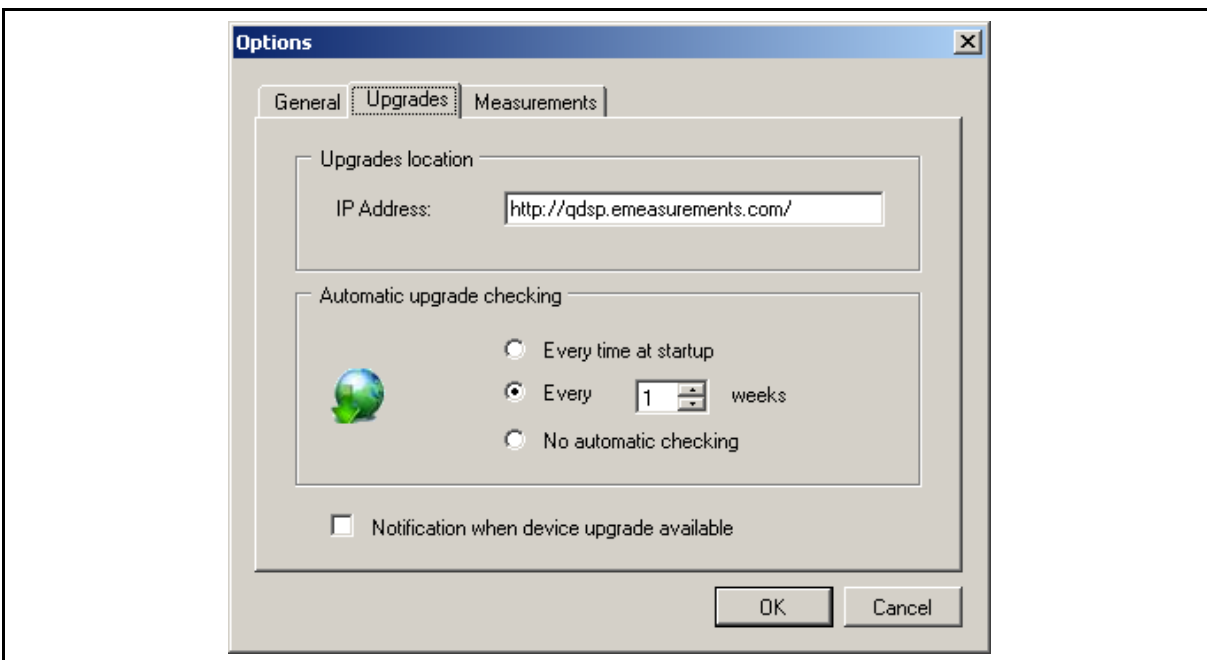 Options
General Upgrades Measurements
Upgrades location
IP Address: http://qdsp.emeasurements.com/
Automatic upgrade checking
Every time at startup
Every 1 weeks
No automatic checking
Notification when device upgrade available
OK Cancel